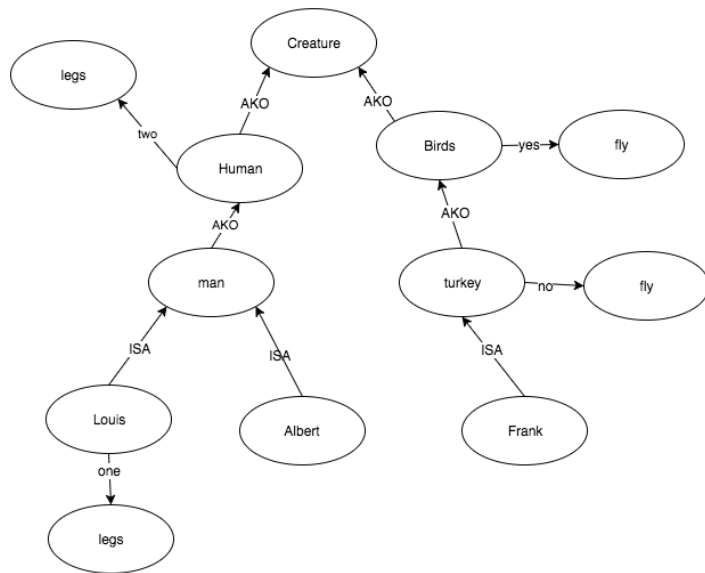 Creature
legs
AKO
AKO
two
Human
Birds
yes
fly
AKO
AKO
man
turkey
no
fly
ISA
ISA
ISA
Louis
Albert
Frank
one
legs